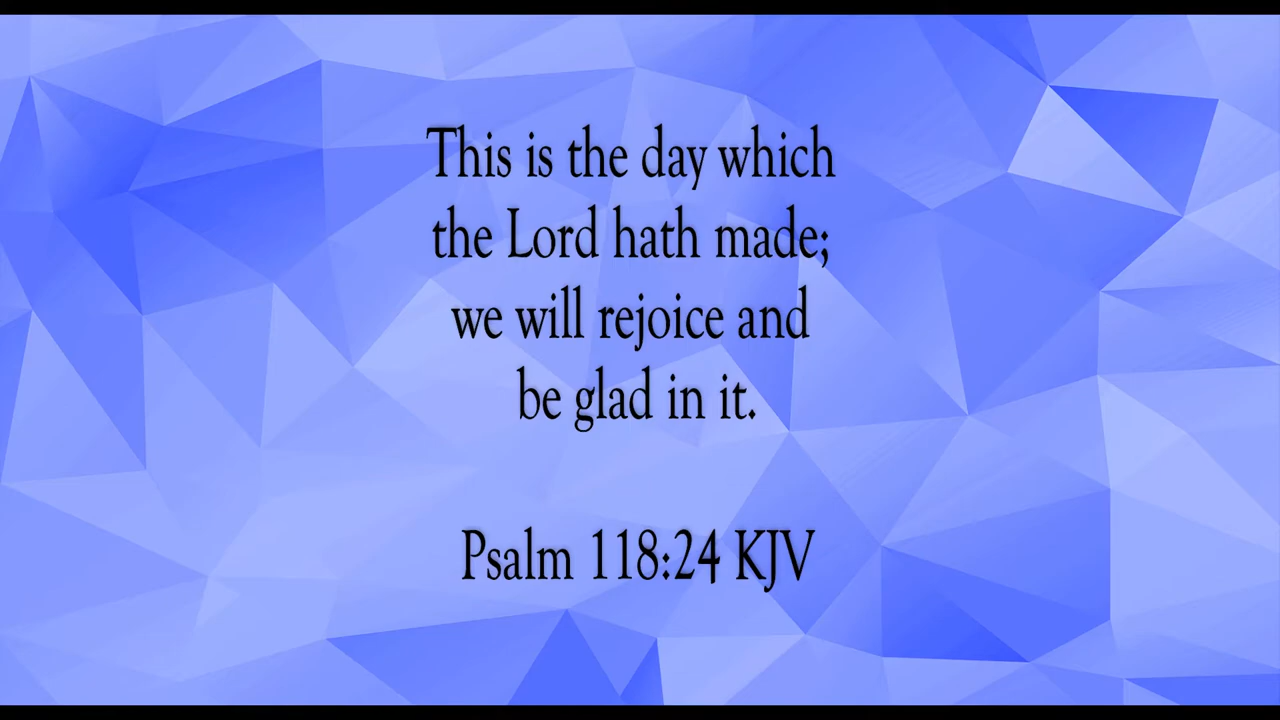 This is the day which
the Lord hath made;
we will rejoice and
be glad in it.
Psalm 118:24 KJV